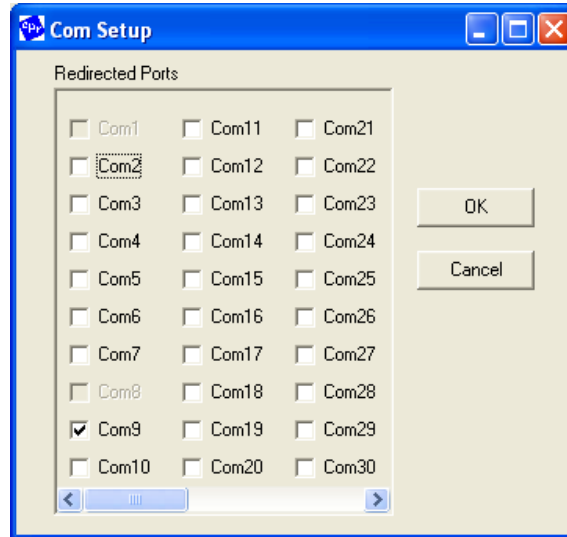 cpr Com Setup
Redirected Ports
Com1 Com11 Com21
Com2 Com12 Com22
Com3 Com13 Com23
OK
Com4 Com14 Com24
Com5 Com15 Com25
Cancel
Com6 Com16 Com26
Com7 Com17 Com27
Com8 Com18 Com28
Com9 Com19 Com29
Com10 Com20 Com30